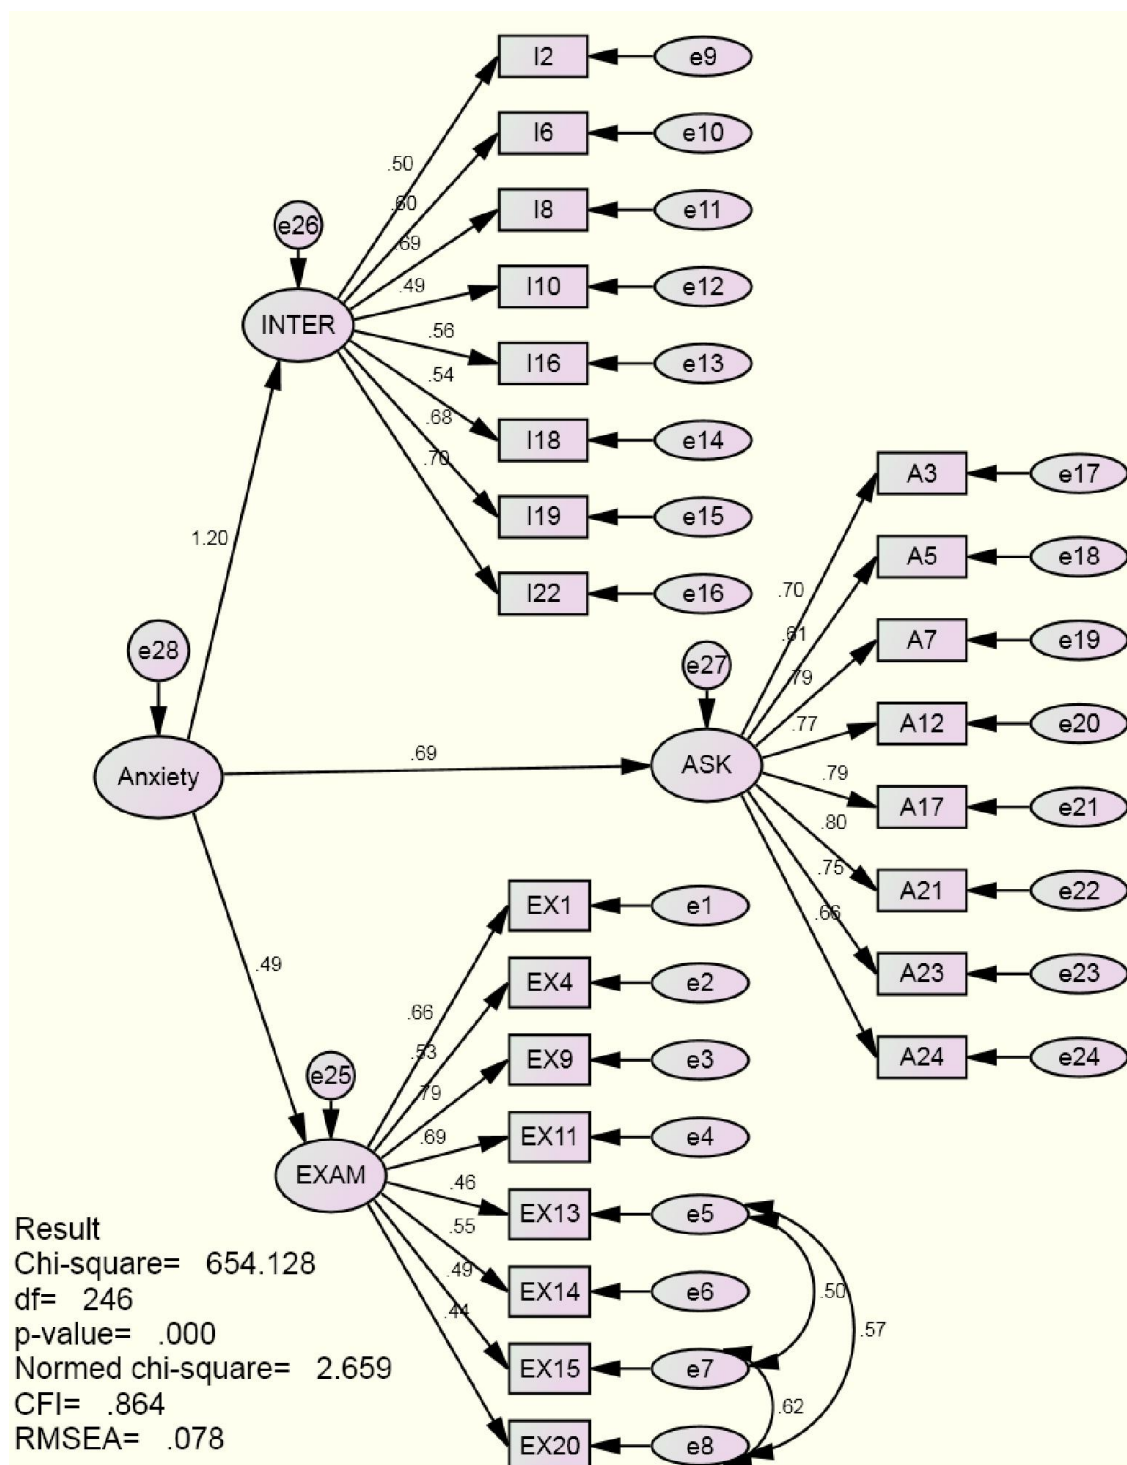 I2
e9
I6
e10
I8
e11
I10
e12
I16
e13
I18
e14
I19
e15
I22
e16
.50
.60
.69
.49
.56
.54
.68
.70
e26
INTER
1.20
e28
Anxiety
.69
.49
e27
ASK
.70
.61
.79
.77
.79
.80
.75
.66
A3
e17
A5
e18
A7
e19
A12
e20
A17
e21
A21
e22
A23
e23
A24
e24
e25
EXAM
.66
.53
.79
.69
.46
.55
.49
.44
EX1
e1
EX4
e2
EX9
e3
EX11
e4
EX13
e5
EX14
e6
EX15
e7
EX20
e8
.50
.57
.62
Result
Chi-square= 654.128
df= 246
p-value= .000
Normed chi-square= 2.659
CFI= .864
RMSEA= .078